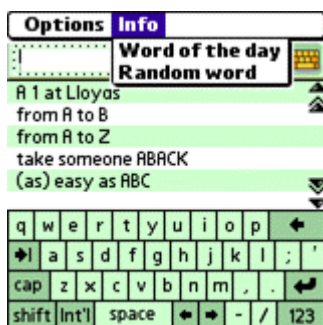 Options Info
Word of the day
Random word
A 1 at Lloyds
from A to B
from A to Z
take someone ABACK
(as) easy as ABC
q w e r t y u i o p
a s d f g h j k l ; '
cap z x c v b n m , .
shift Int'l space - / 123